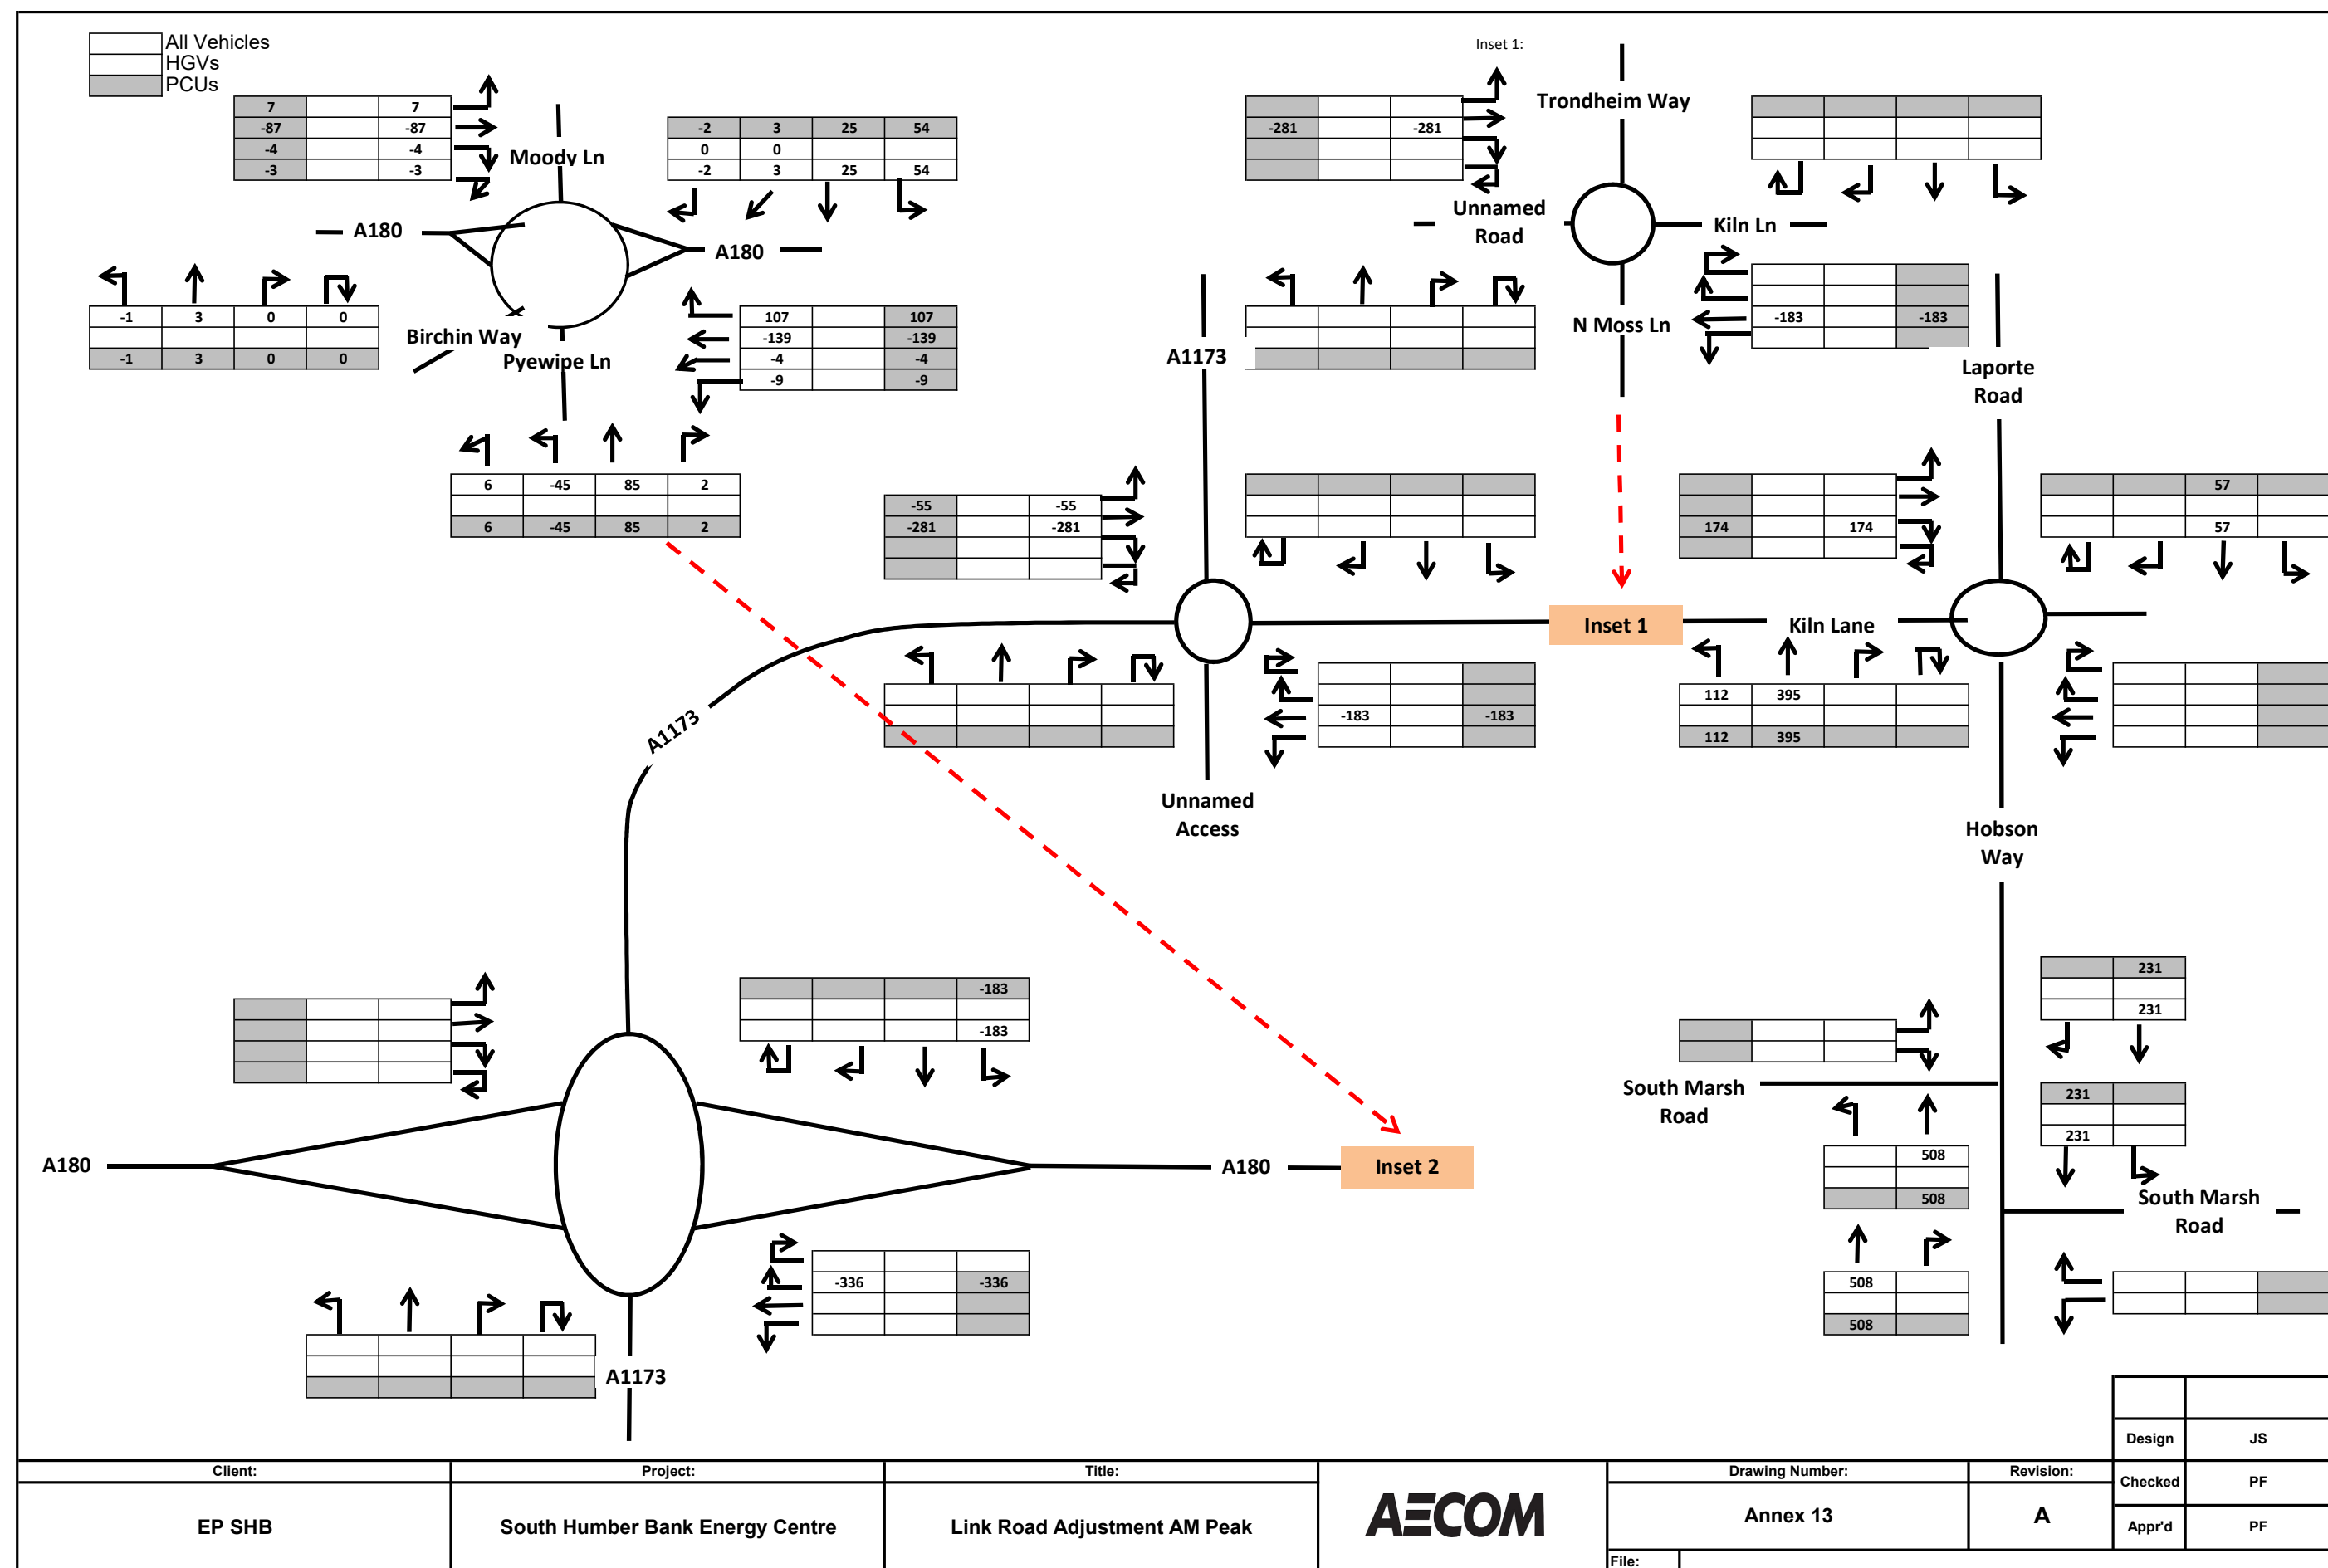 All Vehicles
HGVs
PCUs
Inset 1:
7 7
-87 -87
-4 -4
-3 -3
Moody Ln
-2 3 25 54
0 0
-2 3 25 54
A180
A180
-1 3 0 0
-1 3 0 0
Birchin Way
Pyewipe Ln
107 107
-139 -139
-4 -4
-9 -9
6 -45 85 2
6 -45 85 2
-281 -281
Trondheim Way
Unnamed
Road
Kiln Ln
N Moss Ln
-183 -183
A1173
Laporte
Road
-55 -55
-281 -281
174 174
57
57
Inset 1
Kiln Lane
-183 -183
112 395
112 395
A1173
Unnamed
Access
Hobson
Way
-183
-183
231
231
South Marsh
Road
231
231
508
508
South Marsh
Road
508
508
A180
A180
Inset 2
-336 -336
A1173
Design JS
Client: Project: Title: Drawing Number: Revision:
Checked PF
EP SHB South Humber Bank Energy Centre Link Road Adjustment AM Peak AECOM Annex 13 A
Appr'd PF
File: